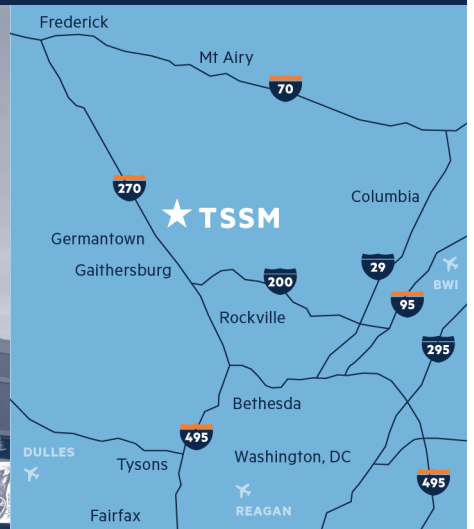 Frederick
Mt Airy
70
270
Columbia
TSSM
Germantown
Gaithersburg
29
200
BWI
95
Rockville
295
Bethesda
495
DULLES
Tysons
Washington, DC
495
REAGAN
Fairfax